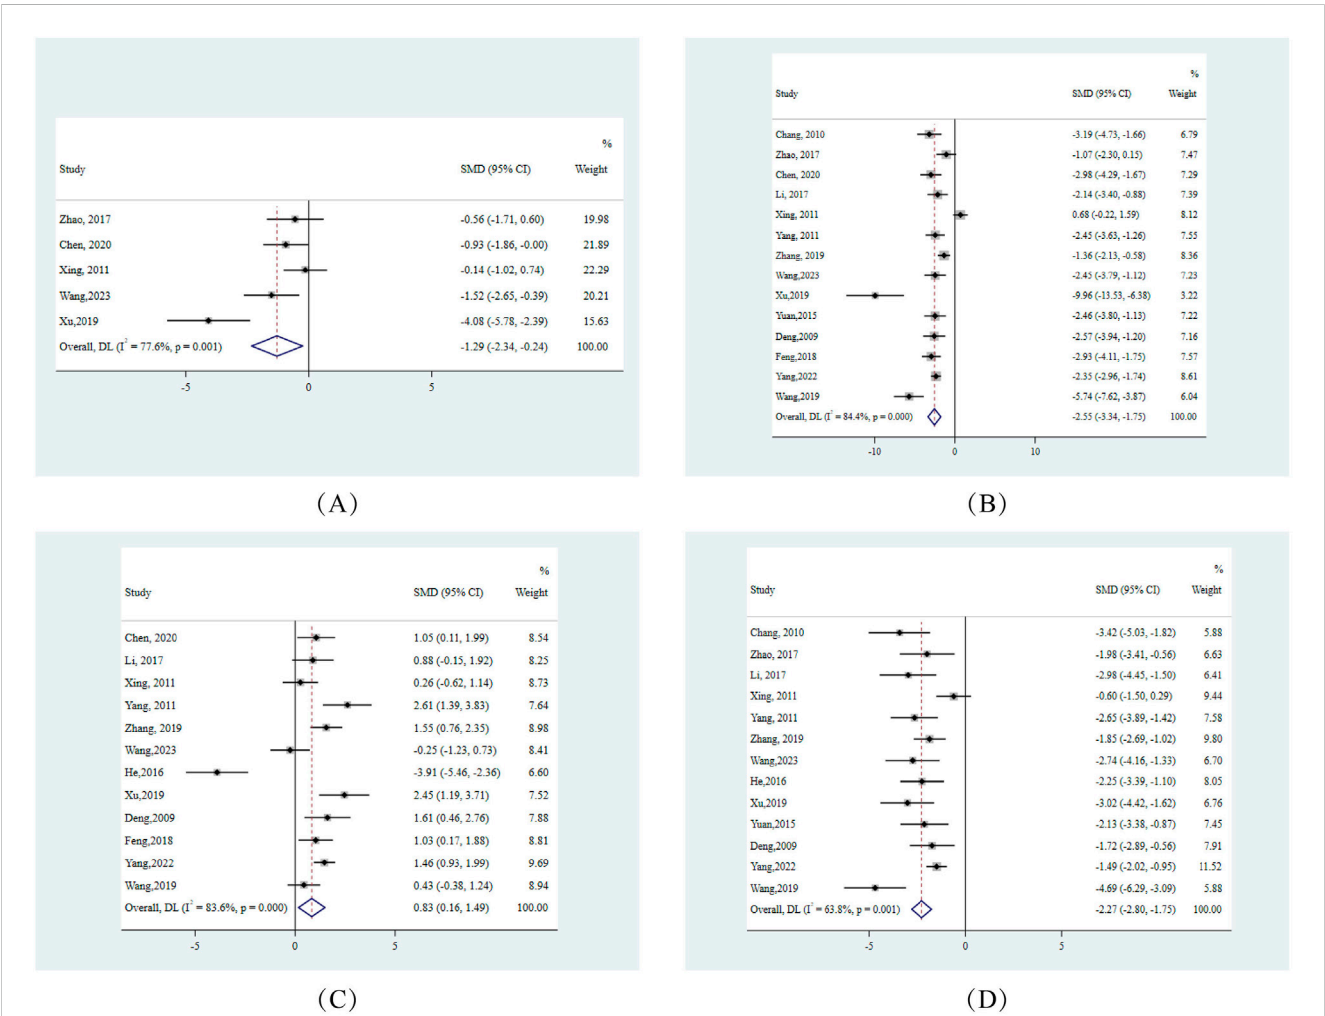 %
Study SMD (95% CI) Weight
Zhao, 2017 -0.56 (-1.71, 0.60) 19.98
Chen, 2020 -0.93 (-1.86, -0.00) 21.89
Xing, 2011 -0.14 (-1.02, 0.74) 22.29
Wang,2023 -1.52 (-2.65, -0.39) 20.21
Xu,2019 -4.08 (-5.78, -2.39) 15.63
Overall, DL (I² = 77.6%, p = 0.001) -1.29 (-2.34, -0.24) 100.00
-5 0 5
(A)
%
Study SMD (95% CI) Weight
Chang, 2010 -3.19 (-4.73, -1.66) 6.79
Zhao, 2017 -1.07 (-2.30, 0.15) 7.47
Chen, 2020 -2.98 (-4.29, -1.67) 7.29
Li, 2017 -2.14 (-3.40, -0.88) 7.39
Xing, 2011 0.68 (-0.22, 1.59) 8.12
Yang, 2011 -2.45 (-3.63, -1.26) 7.55
Zhang, 2019 -1.36 (-2.13, -0.58) 8.36
Wang,2023 -2.45 (-3.79, -1.12) 7.23
Xu,2019 -9.96 (-13.53, -6.38) 3.22
Yuan,2015 -2.46 (-3.80, -1.13) 7.22
Deng,2009 -2.57 (-3.94, -1.20) 7.16
Feng,2018 -2.93 (-4.11, -1.75) 7.57
Yang,2022 -2.35 (-2.96, -1.74) 8.61
Wang,2019 -5.74 (-7.62, -3.87) 6.04
Overall, DL (I² = 84.4%, p = 0.000) -2.55 (-3.34, -1.75) 100.00
-10 0 10
(B)
%
Study SMD (95% CI) Weight
Chen, 2020 1.05 (0.11, 1.99) 8.54
Li, 2017 0.88 (-0.15, 1.92) 8.25
Xing, 2011 0.26 (-0.62, 1.14) 8.73
Yang, 2011 2.61 (1.39, 3.83) 7.64
Zhang, 2019 1.55 (0.76, 2.35) 8.98
Wang,2023 -0.25 (-1.23, 0.73) 8.41
He,2016 -3.91 (-5.46, -2.36) 6.60
Xu,2019 2.45 (1.19, 3.71) 7.52
Deng,2009 1.61 (0.46, 2.76) 7.88
Feng,2018 1.03 (0.17, 1.88) 8.81
Yang,2022 1.46 (0.93, 1.99) 9.69
Wang,2019 0.43 (-0.38, 1.24) 8.94
Overall, DL (I² = 83.6%, p = 0.000) 0.83 (0.16, 1.49) 100.00
-5 0 5
(C)
%
Study SMD (95% CI) Weight
Chang, 2010 -3.42 (-5.03, -1.82) 5.88
Zhao, 2017 -1.98 (-3.41, -0.56) 6.63
Li, 2017 -2.98 (-4.45, -1.50) 6.41
Xing, 2011 -0.60 (-1.50, 0.29) 9.44
Yang, 2011 -2.65 (-3.89, -1.42) 7.58
Zhang, 2019 -1.85 (-2.69, -1.02) 9.80
Wang,2023 -2.74 (-4.16, -1.33) 6.70
He,2016 -2.25 (-3.39, -1.10) 8.05
Xu,2019 -3.02 (-4.42, -1.62) 6.76
Yuan,2015 -2.13 (-3.38, -0.87) 7.45
Deng,2009 -1.72 (-2.89, -0.56) 7.91
Yang,2022 -1.49 (-2.02, -0.95) 11.52
Wang,2019 -4.69 (-6.29, -3.09) 5.88
Overall, DL (I² = 63.8%, p = 0.001) -2.27 (-2.80, -1.75) 100.00
-5 0 5
(D)